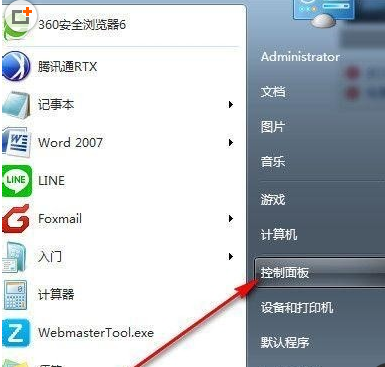 360安全浏览器6
腾讯通RTX
记事本
Word 2007
LINE
LINE
Foxmail
入门
计算器
WebmasterTool.exe
Administrator
文档
图片
音乐
游戏
计算机
控制面板
设备和打印机
默认程序